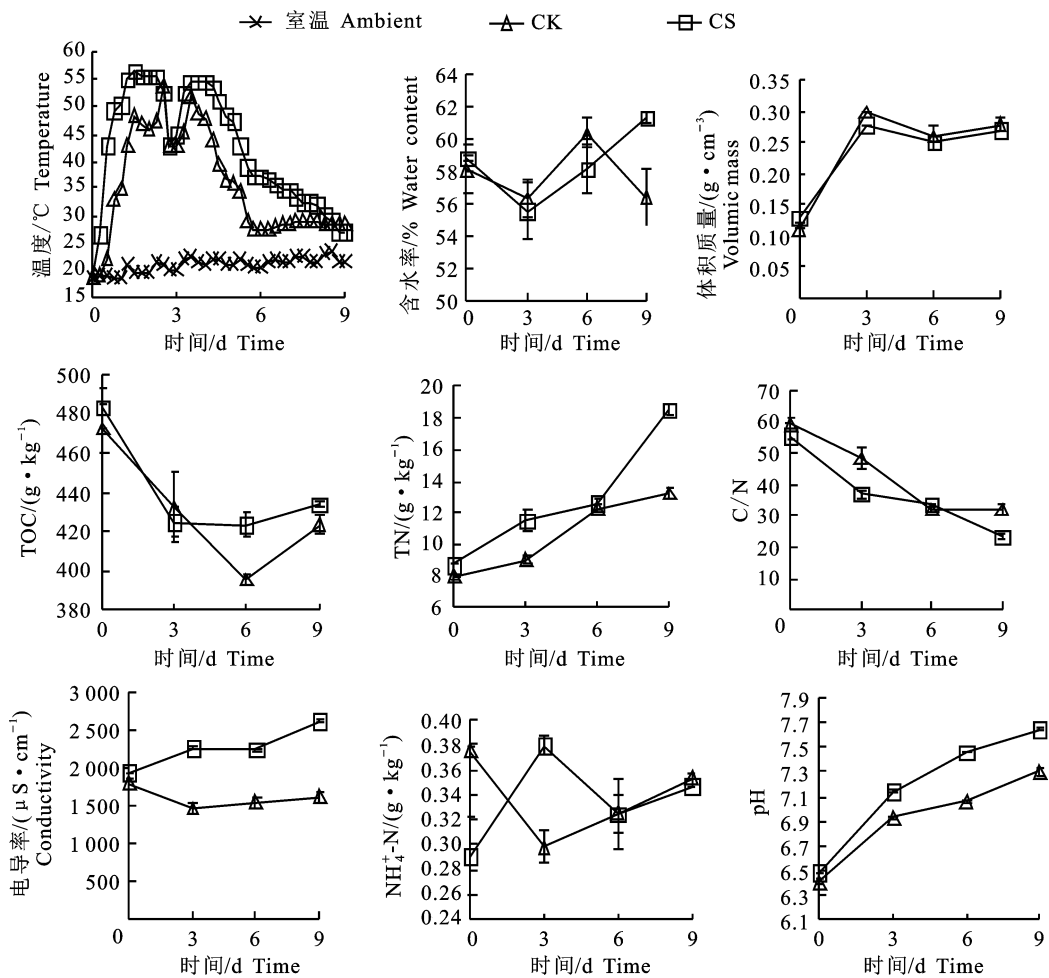 室温 Ambient CK CS
温度/℃ Temperature
60
55
50
45
40
35
30
25
20
15
0 3 6 9
时间/d Time
含水率/% Water content
64
62
60
58
56
54
52
50
0 3 6 9
时间/d Time
体积质量/(g·cm⁻³)
Volumic mass
0.35
0.30
0.25
0.20
0.15
0.10
0.05
0 3 6 9
时间/d Time
TOC/(g·kg⁻¹)
500
480
460
440
420
400
380
0 3 6 9
时间/d Time
TN/(g·kg⁻¹)
20
18
16
14
12
10
8
6
0 3 6 9
时间/d Time
C/N
70
60
50
40
30
20
10
0 3 6 9
时间/d Time
电导率/(μS·cm⁻¹)
Conductivity
3 000
2 500
2 000
1 500
1 000
500
0 3 6 9
时间/d Time
NH₄⁺-N/(g·kg⁻¹)
0.40
0.38
0.36
0.34
0.32
0.30
0.28
0.26
0.24
0 3 6 9
时间/d Time
pH
7.9
7.7
7.5
7.3
7.1
6.9
6.7
6.5
6.3
6.1
0 3 6 9
时间/d Time